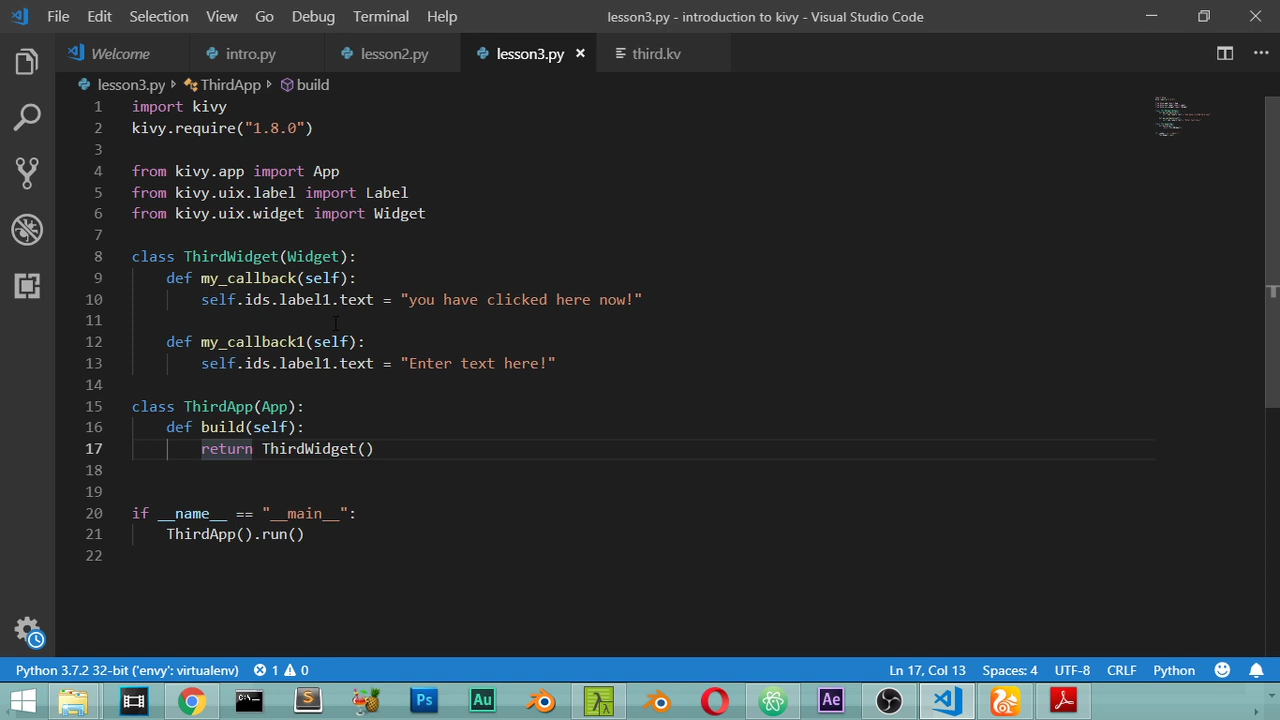 File Edit Selection View Go Debug Terminal Help lesson3.py - introduction to kivy - Visual Studio Code
Welcome intro.py lesson2.py lesson3.py third.kv
lesson3.py ThirdApp build
1 import kivy
2 kivy.require("1.8.0")
3
4 from kivy.app import App
5 from kivy.uix.label import Label
6 from kivy.uix.widget import Widget
7
8 class ThirdWidget(Widget):
9 def my_callback(self):
10 self.ids.label1.text = "you have clicked here now!"
11
12 def my_callback1(self):
13 self.ids.label1.text = "Enter text here!"
14
15 class ThirdApp(App):
16 def build(self):
17 return ThirdWidget()
18
19
20 if __name__ == "__main__":
21 ThirdApp().run()
22
Python 3.7.2 32-bit ('envy': virtualenv) 1 0 Ln 17, Col 13 Spaces: 4 UTF-8 CRLF Python
Ps Au Ae